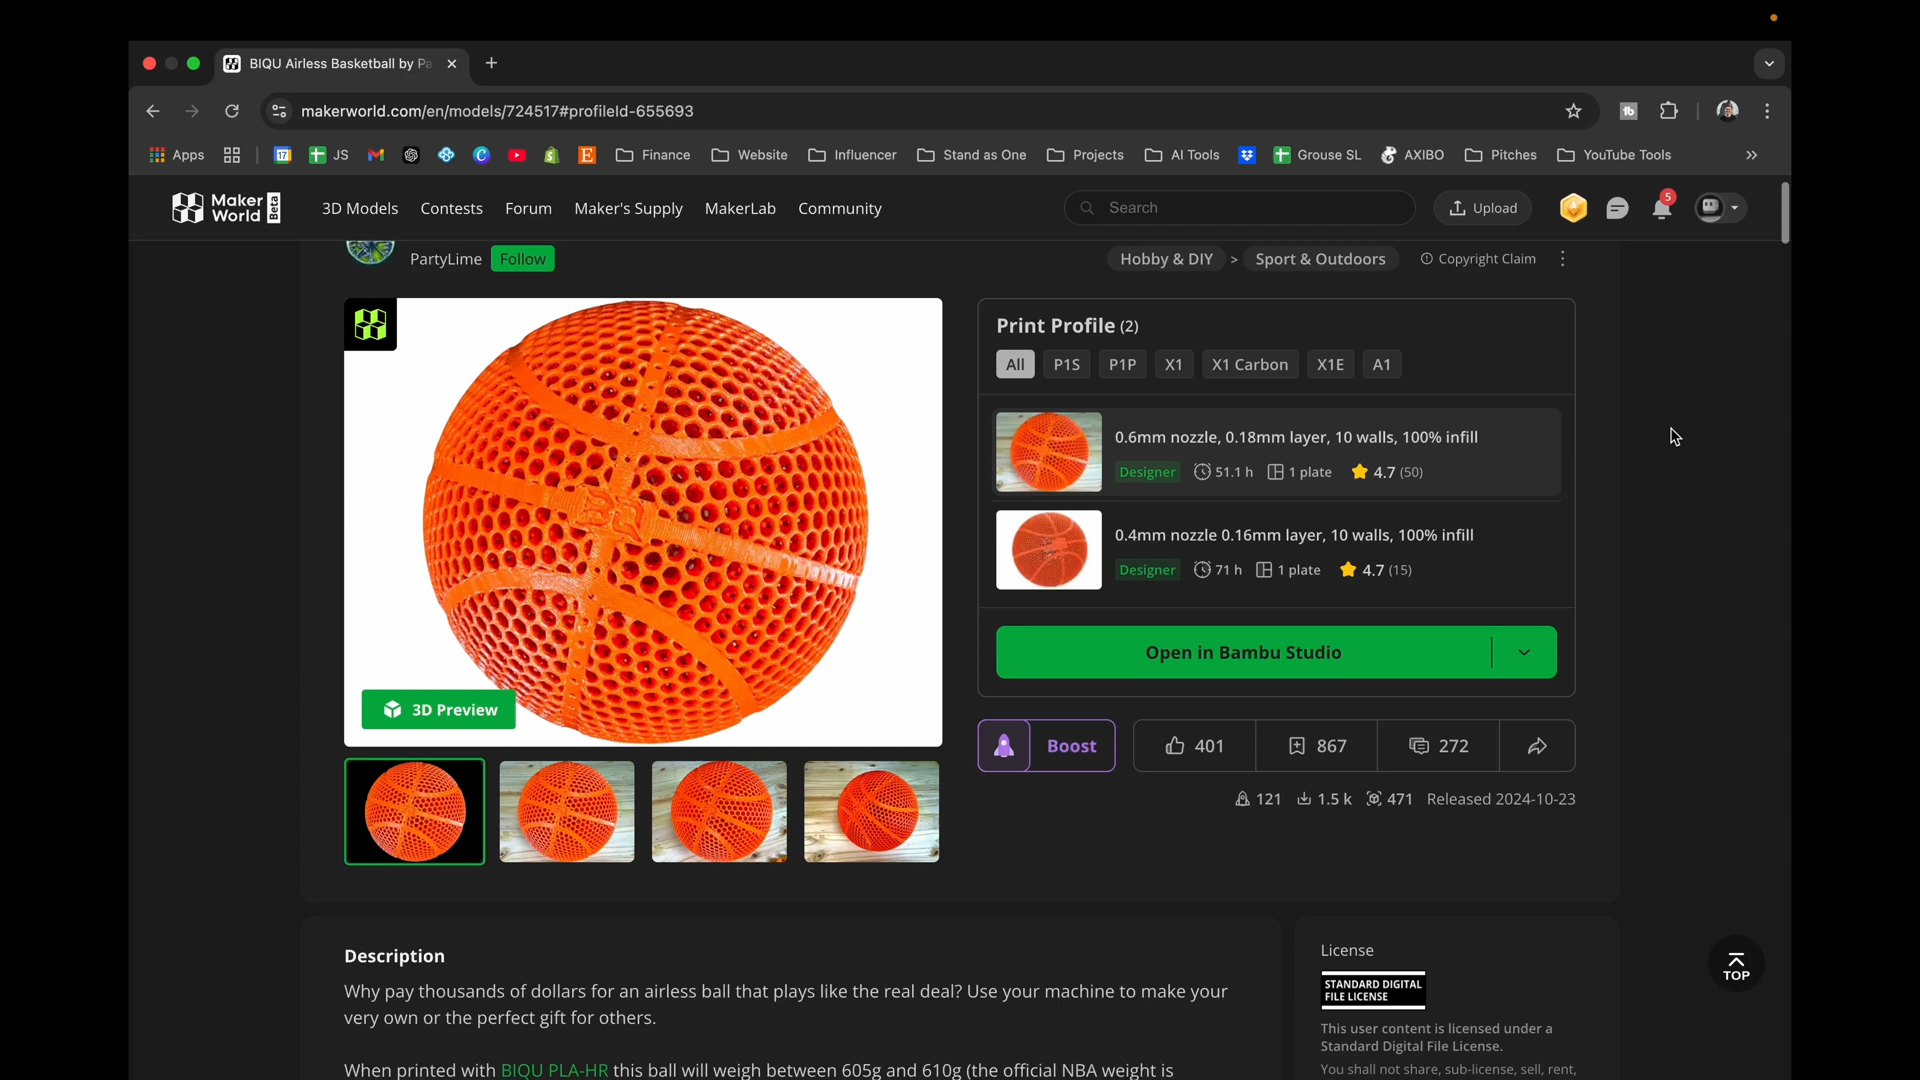 BIQU Airless Basketball by Pa
makerworld.com/en/models/724517#profileId-655693
Apps
17
JS
Finance
Website
Influencer
Stand as One
Projects
AI Tools
Grouse SL
AXIBO
Pitches
YouTube Tools
Maker World Beta
3D Models
Contests
Forum
Maker's Supply
MakerLab
Community
Search
Upload
5
PartyLime
Follow
Hobby & DIY > Sport & Outdoors
Copyright Claim
3D Preview
Print Profile (2)
All
P1S
P1P
X1
X1 Carbon
X1E
A1
0.6mm nozzle, 0.18mm layer, 10 walls, 100% infill
Designer 51.1 h 1 plate 4.7 (50)
0.4mm nozzle 0.16mm layer, 10 walls, 100% infill
Designer 71 h 1 plate 4.7 (15)
Open in Bambu Studio
Boost
401
867
272
121 1.5 k 471 Released 2024-10-23
Description
Why pay thousands of dollars for an airless ball that plays like the real deal? Use your machine to make your
very own or the perfect gift for others.
When printed with BIQU PLA-HR this ball will weigh between 605g and 610g (the official NBA weight is
License
STANDARD DIGITAL
FILE LICENSE
This user content is licensed under a
Standard Digital File License.
You shall not share, sub-license, sell, rent,
TOP